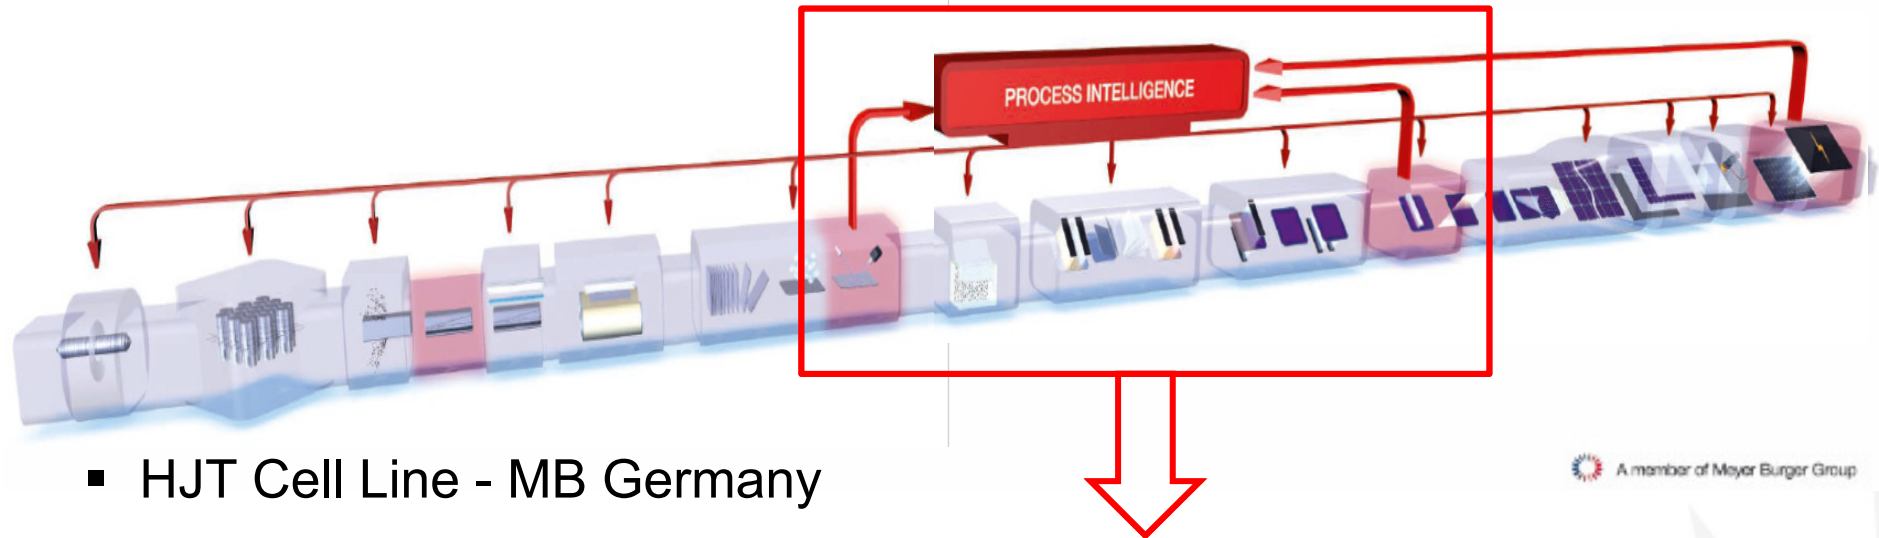 PROCESS INTELLIGENCE
▪ HJT Cell Line - MB Germany
A member of Meyer Burger Group